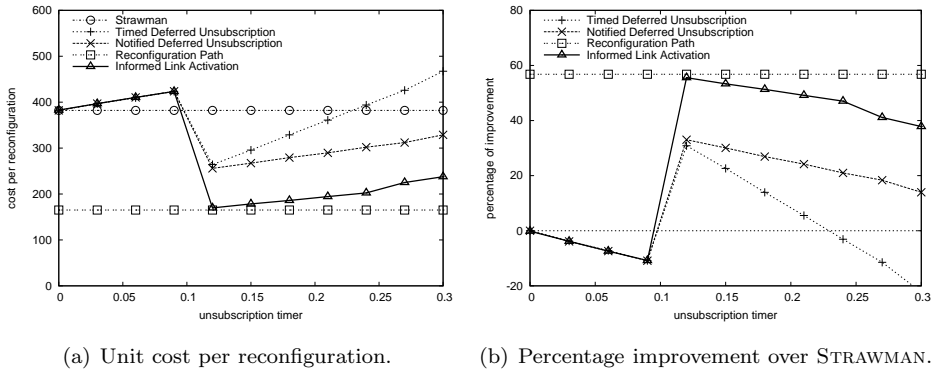 600
500
400
300
200
100
0
cost per reconfiguration
0 0.05 0.1 0.15 0.2 0.25 0.3
unsubscription timer
Strawman
Timed Deferred Unsubscription
Notified Deferred Unsubscription
Reconfiguration Path
Informed Link Activation
(a) Unit cost per reconfiguration.
80
60
40
20
0
-20
percentage of improvement
0 0.05 0.1 0.15 0.2 0.25 0.3
unsubscription timer
Timed Deferred Unsubscription
Notified Deferred Unsubscription
Reconfiguration Path
Informed Link Activation
(b) Percentage improvement over STRAWMAN.